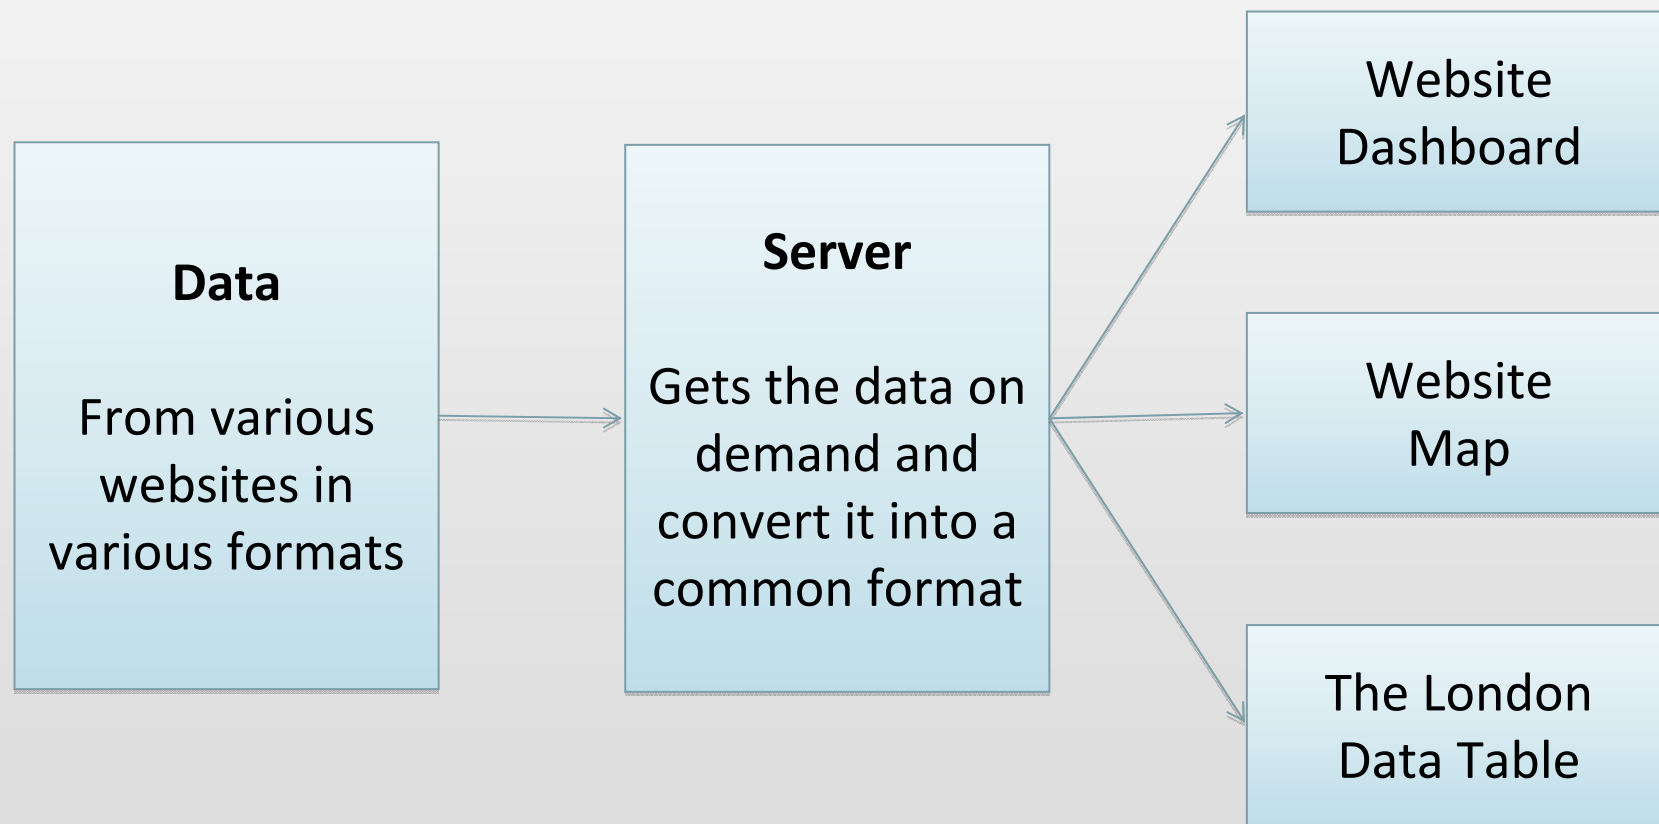 Data
From various
websites in
various formats
Server
Gets the data on
demand and
convert it into a
common format
Website
Dashboard
Website
Map
The London
Data Table